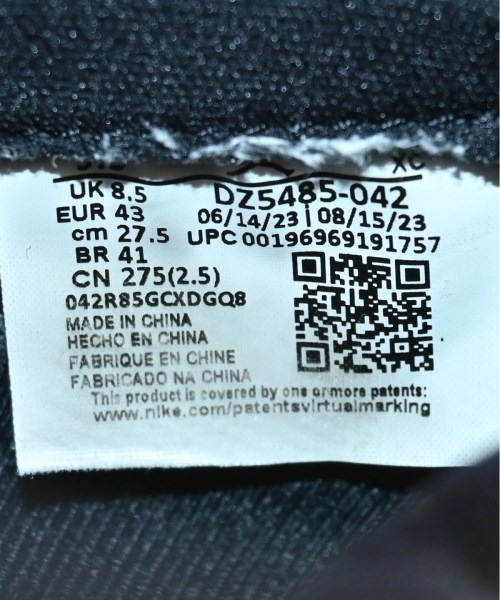 XC
UK 8.5
EUR 43
cm 27.5
BR 41
CN 275(2.5)
042R85GCXDGQ8
MADE IN CHINA
HECHO EN CHINA
FABRIQUE EN CHINE
FABRICADO NA CHINA
DZ5485-042
06/14/23 | 08/15/23
UPC 00196969191757
This product is covered by one or more patents:
www.nike.com/patentsvirtualmarking